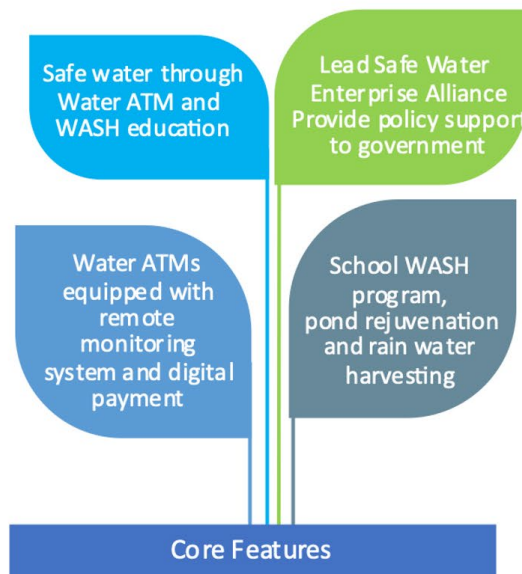 Safe water through
Water ATM and
WASH education
Lead Safe Water
Enterprise Alliance
Provide policy support
to government
Water ATMs
equipped with
remote
monitoring
system and digital
payment
School WASH
program,
pond rejuvenation
and rain water
harvesting
Core Features